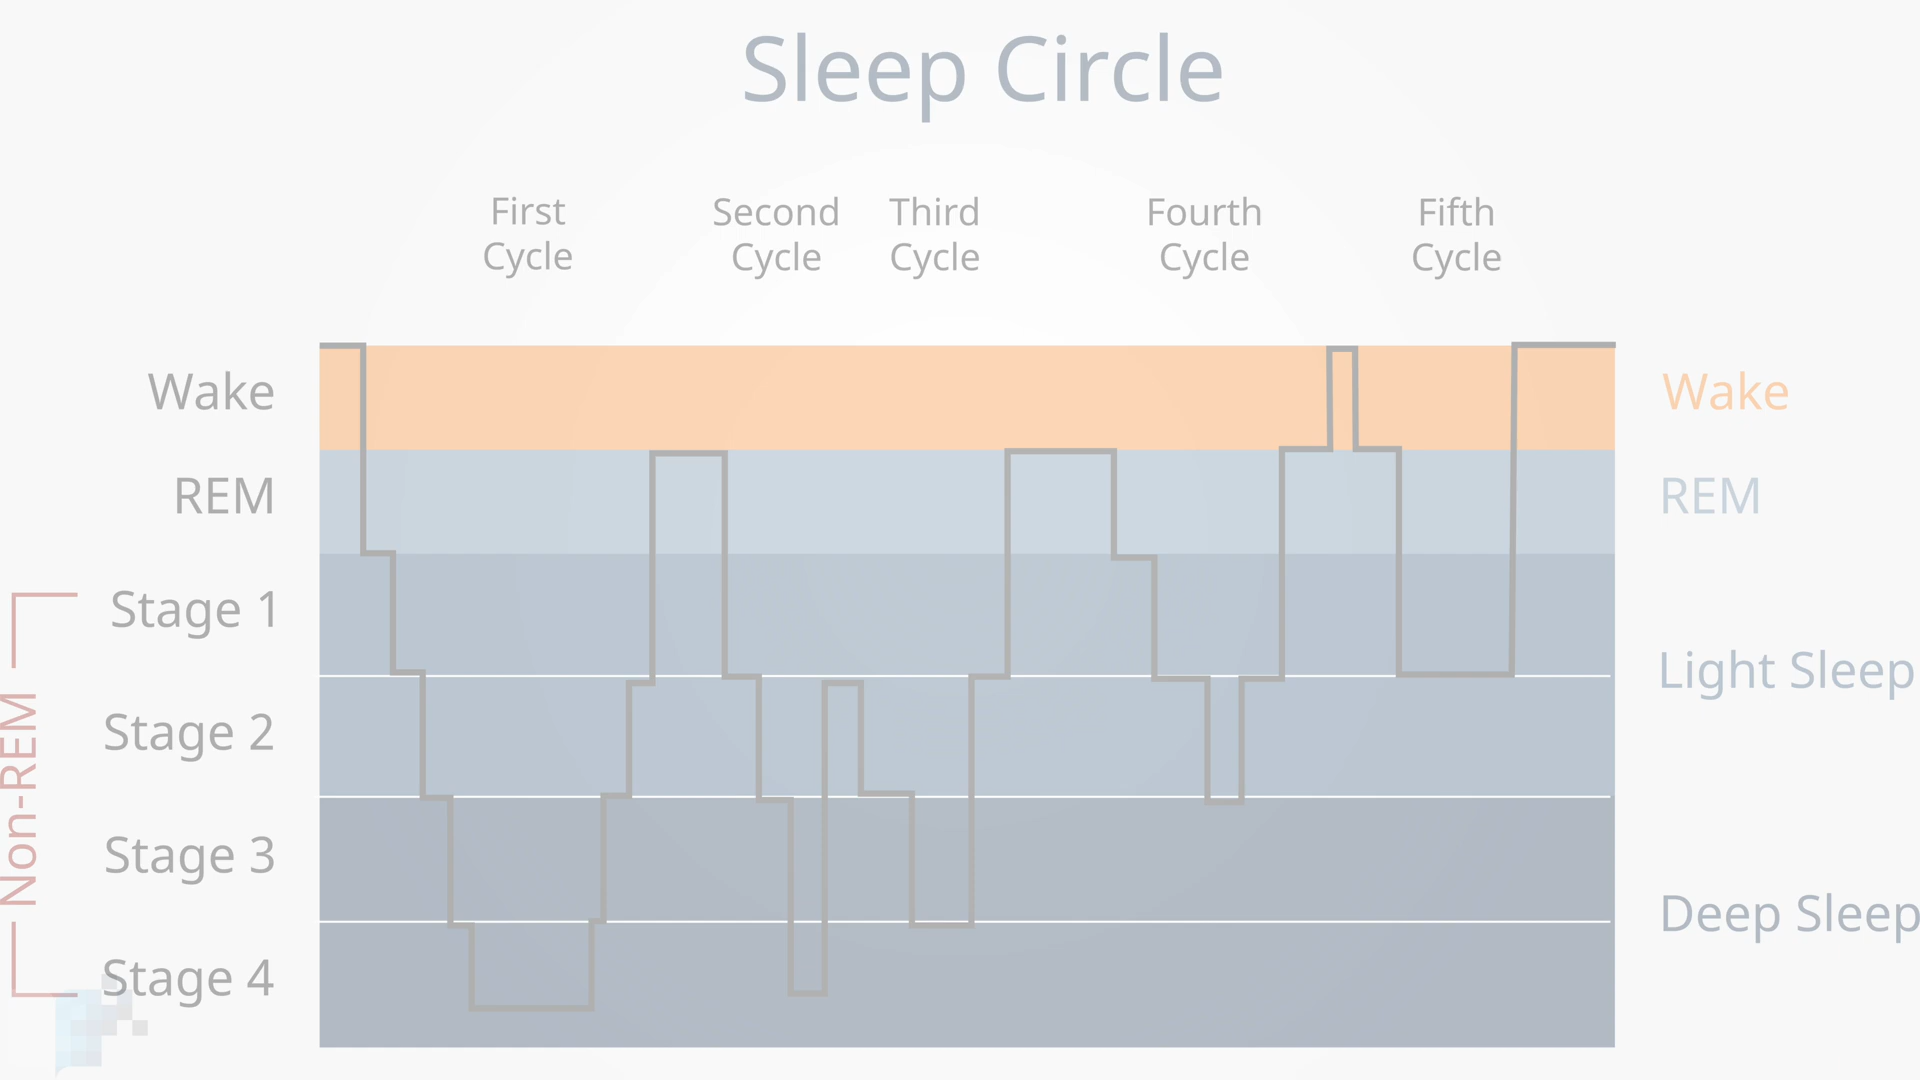 Sleep Circle
First
Cycle
Second
Cycle
Third
Cycle
Fourth
Cycle
Fifth
Cycle
Wake
REM
Stage 1
Stage 2
Stage 3
Stage 4
Non-REM
Wake
REM
Light Sleep
Deep Sleep